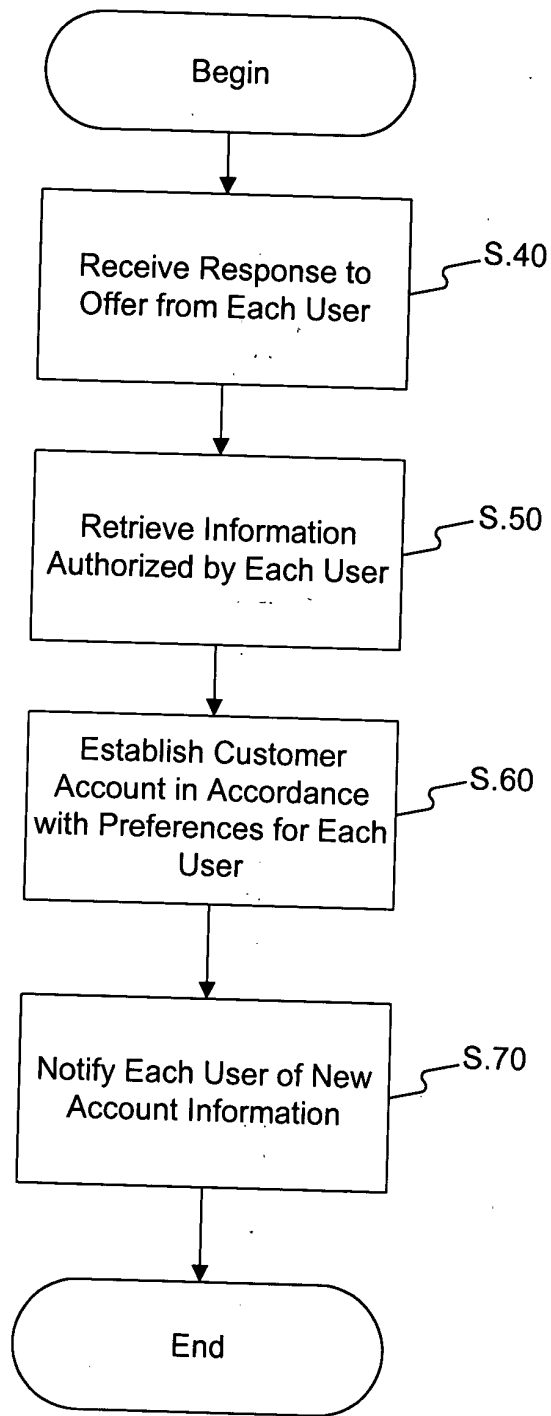 Begin
Receive Response to
Offer from Each User
S.40
Retrieve Information
Authorized by Each User
S.50
Establish Customer
Account in Accordance
with Preferences for Each
User
S.60
Notify Each User of New
Account Information
S.70
End